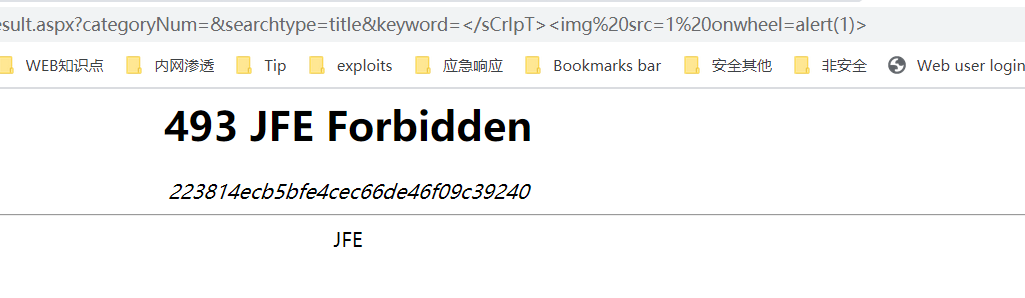 esult.aspx?categoryNum=&searchtype=title&keyword=</sCrIpT><img%20src=1%20onwheel=alert(1)>
WEB知识点 内网渗透 Tip exploits 应急响应 Bookmarks bar 安全其他 非安全 Web user login
493 JFE Forbidden
223814ecb5bfe4cec66de46f09c39240
JFE